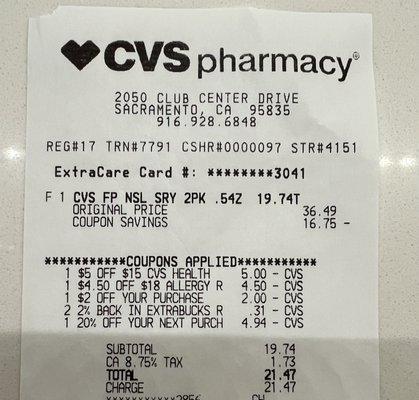 CVS pharmacy®
2050 CLUB CENTER DRIVE
SACRAMENTO, CA 95835
916.928.6848
REG#17 TRN#7791 CSHR#0000097 STR#4151
ExtraCare Card #: ********3041
F 1 CVS FP NSL SRY 2PK .54Z 19.74T
ORIGINAL PRICE 36.49
COUPON SAVINGS 16.75 -
***********COUPONS APPLIED***********
1 $5 OFF $15 CVS HEALTH 5.00 - CVS
1 $4.50 OFF $18 ALLERGY R 4.50 - CVS
1 $2 OFF YOUR PURCHASE 2.00 - CVS
2 2% BACK IN EXTRABUCKS R .31 - CVS
1 20% OFF YOUR NEXT PURCH 4.94 - CVS
SUBTOTAL 19.74
CA 8.75% TAX 1.73
TOTAL 21.47
CHARGE 21.47
************2856 CH